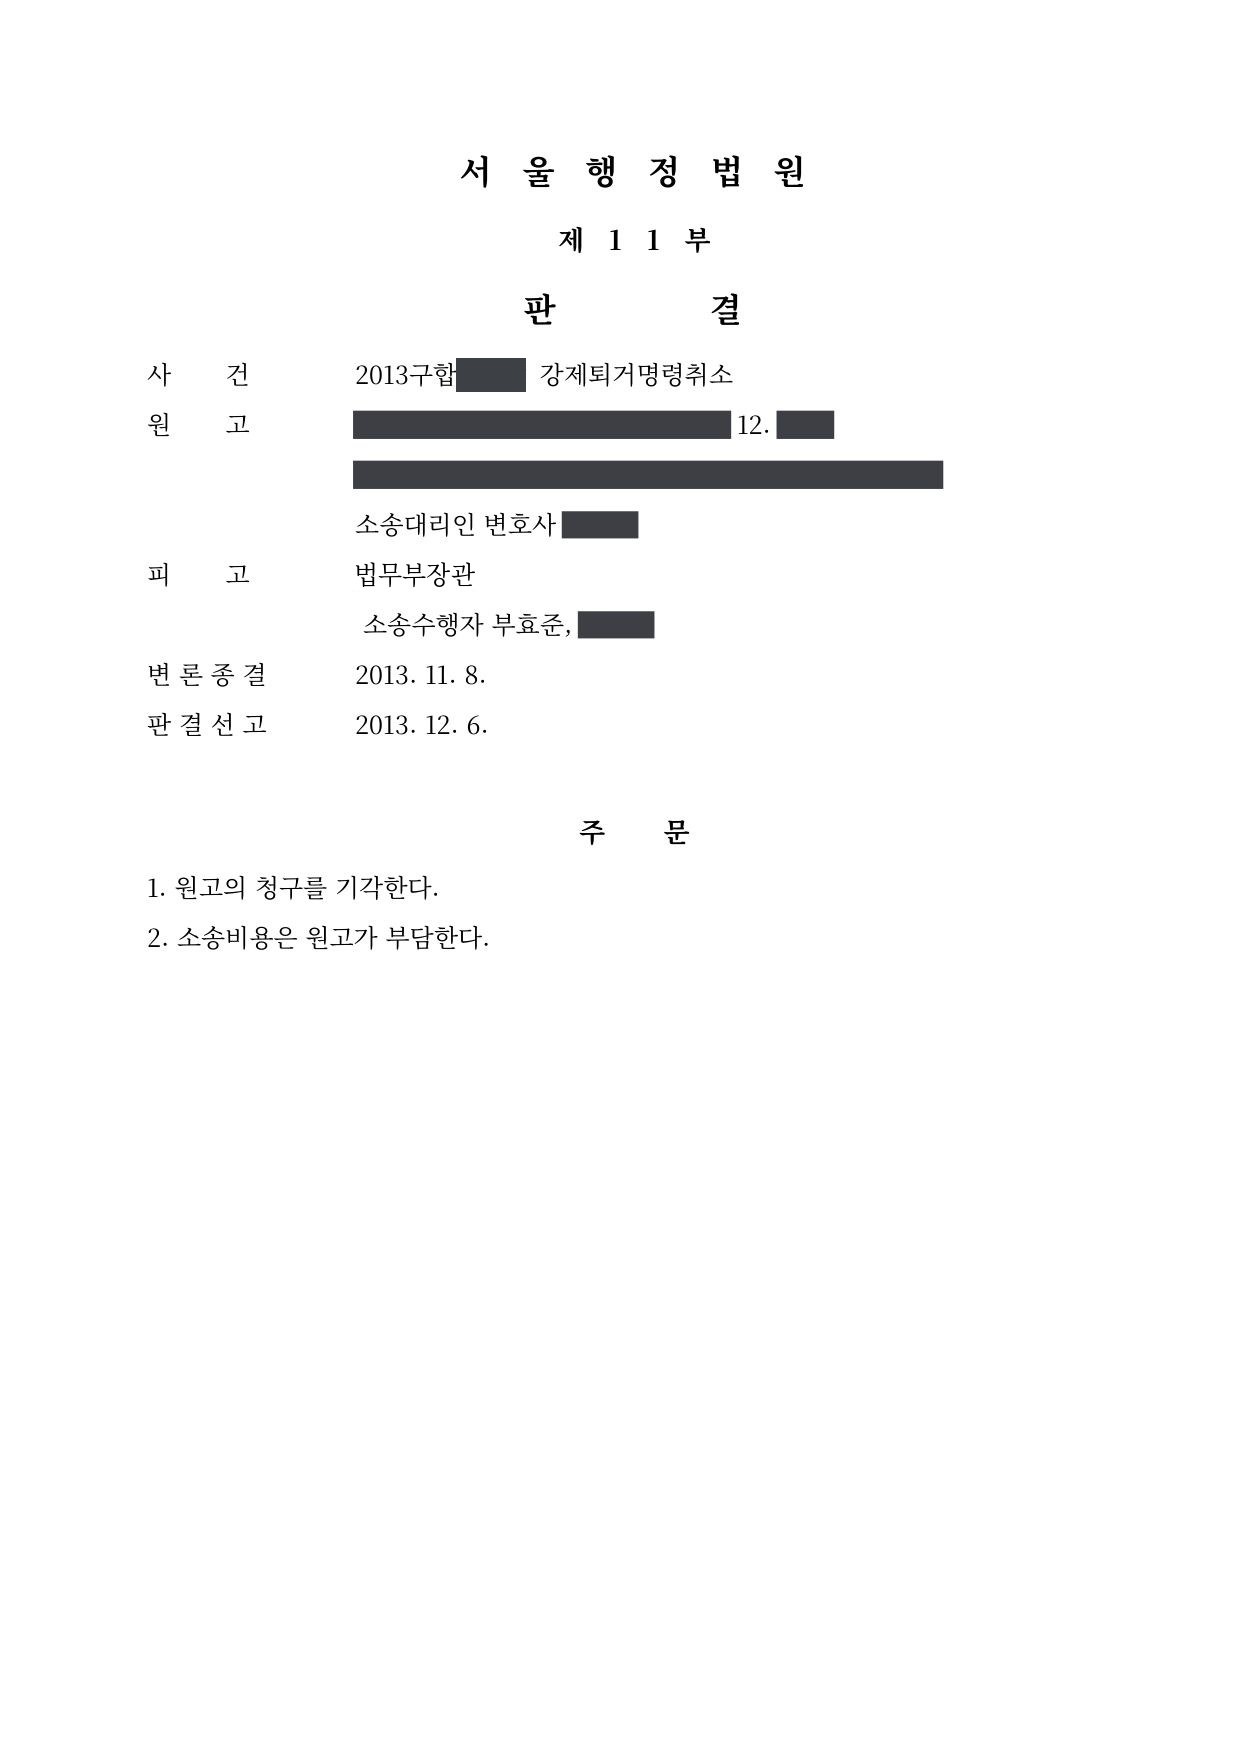 서 울 행 정 법 원
제 1 1 부
판 결
사 건 2013구합 강제퇴거명령취소
원 고 12.
소송대리인 변호사
피 고 법무부장관
소송수행자 부효준,
변 론 종 결 2013. 11. 8.
판 결 선 고 2013. 12. 6.
주 문
1. 원고의 청구를 기각한다.
2. 소송비용은 원고가 부담한다.